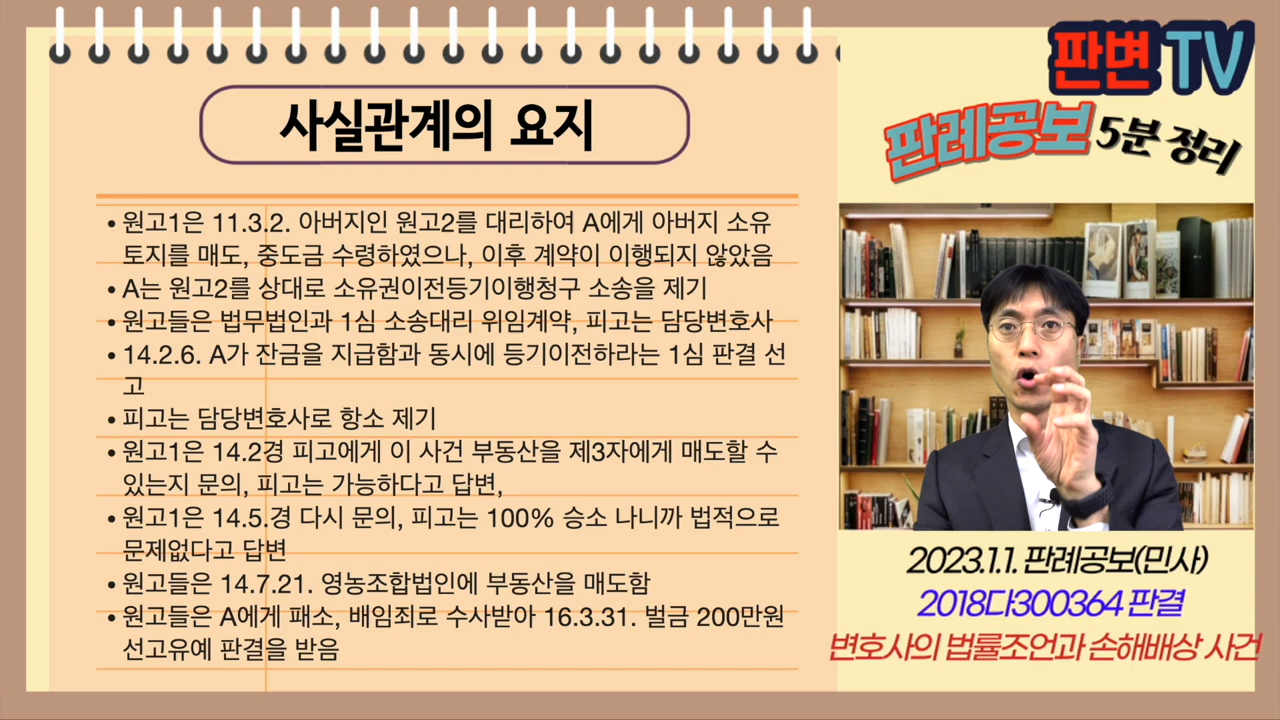 판변 TV
판례공보 5분 정리
사실관계의 요지
• 원고1은 11.3.2. 아버지인 원고2를 대리하여 A에게 아버지 소유
토지를 매도, 중도금 수령하였으나, 이후 계약이 이행되지 않았음
• A는 원고2를 상대로 소유권이전등기이행청구 소송을 제기
• 원고들은 법무법인과 1심 소송대리 위임계약, 피고는 담당변호사
• 14.2.6. A가 잔금을 지급함과 동시에 등기이전하라는 1심 판결 선
고
• 피고는 담당변호사로 항소 제기
• 원고1은 14.2경 피고에게 이 사건 부동산을 제3자에게 매도할 수
있는지 문의, 피고는 가능하다고 답변,
• 원고1은 14.5.경 다시 문의, 피고는 100% 승소 나니까 법적으로
문제없다고 답변
• 원고들은 14.7.21. 영농조합법인에 부동산을 매도함
• 원고들은 A에게 패소, 배임죄로 수사받아 16.3.31. 벌금 200만원
선고유예 판결을 받음
2023.1.1. 판례공보(민사)
2018다300364 판결
변호사의 법률조언과 손해배상 사건